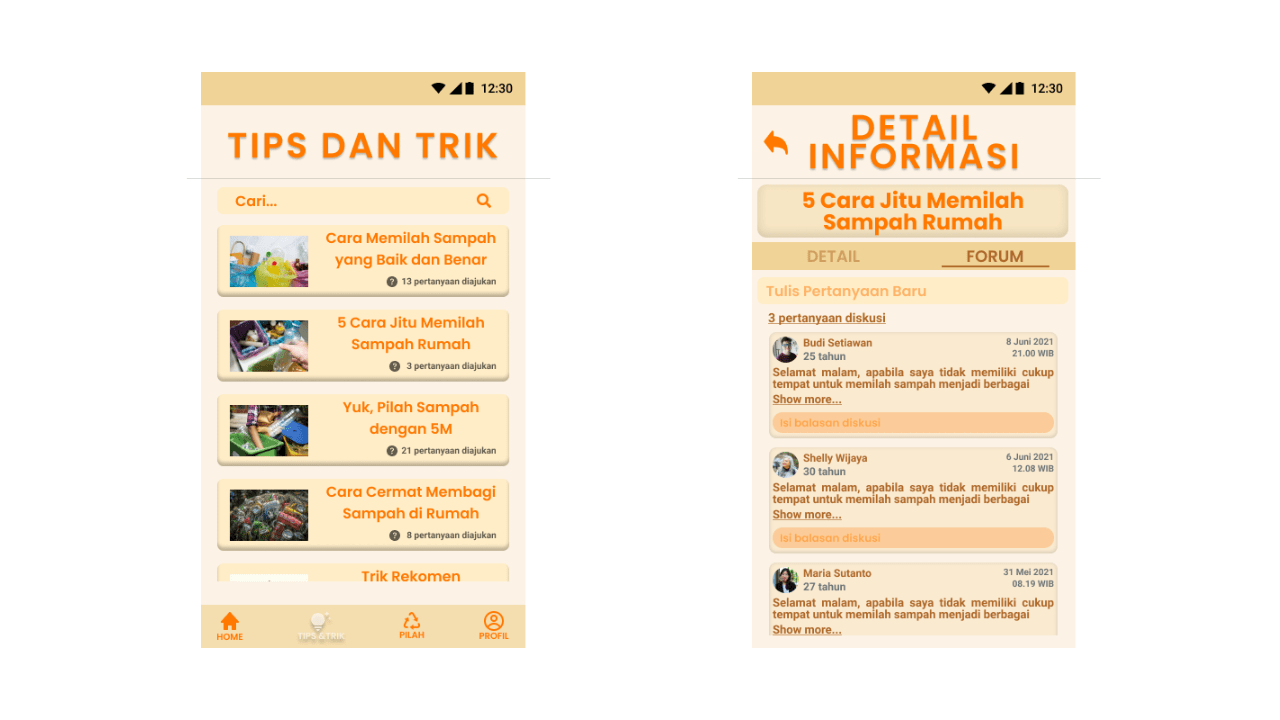 12:30
TIPS DAN TRIK
Cari...
Cara Memilah Sampah
yang Baik dan Benar
? 13 pertanyaan diajukan
5 Cara Jitu Memilah
Sampah Rumah
? 3 pertanyaan diajukan
Yuk, Pilah Sampah
dengan 5M
? 21 pertanyaan diajukan
Cara Cermat Membagi
Sampah di Rumah
? 8 pertanyaan diajukan
Trik Rekomen
HOME
TIPS &TRIK
PILAH
PROFIL
12:30
DETAIL
INFORMASI
5 Cara Jitu Memilah
Sampah Rumah
DETAIL
FORUM
Tulis Pertanyaan Baru
3 pertanyaan diskusi
Budi Setiawan
8 Juni 2021
25 tahun
21.00 WIB
Selamat malam, apabila saya tidak memiliki cukup
tempat untuk memilah sampah menjadi berbagai
Show more...
Isi balasan diskusi
Shelly Wijaya
6 Juni 2021
30 tahun
12.08 WIB
Selamat malam, apabila saya tidak memiliki cukup
tempat untuk memilah sampah menjadi berbagai
Show more...
Isi balasan diskusi
Maria Sutanto
31 Mei 2021
27 tahun
08.19 WIB
Selamat malam, apabila saya tidak memiliki cukup
tempat untuk memilah sampah menjadi berbagai
Show more...